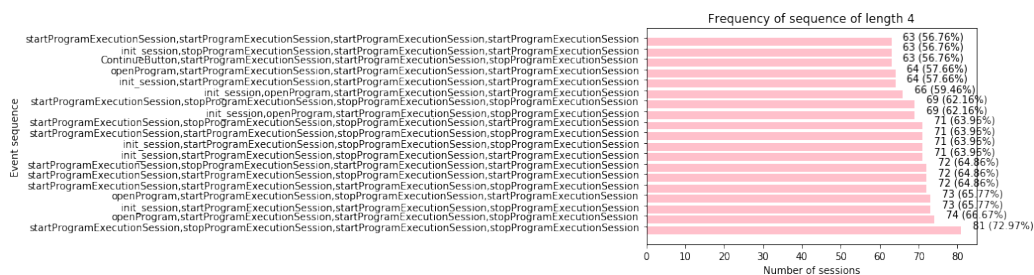 Frequency of sequence of length 4
startProgramExecutionSession,startProgramExecutionSession,startProgramExecutionSession,startProgramExecutionSession 63 (56.76%)
init_session,stopProgramExecutionSession,startProgramExecutionSession,stopProgramExecutionSession 63 (56.76%)
ContinueButton,startProgramExecutionSession,startProgramExecutionSession,stopProgramExecutionSession 63 (56.76%)
openProgram,startProgramExecutionSession,startProgramExecutionSession,startProgramExecutionSession 64 (57.66%)
init_session,startProgramExecutionSession,startProgramExecutionSession,startProgramExecutionSession 64 (57.66%)
init_session,openProgram,startProgramExecutionSession,startProgramExecutionSession 66 (59.46%)
startProgramExecutionSession,stopProgramExecutionSession,stopProgramExecutionSession,stopProgramExecutionSession 69 (62.16%)
init_session,openProgram,startProgramExecutionSession,stopProgramExecutionSession 69 (62.16%)
startProgramExecutionSession,stopProgramExecutionSession,startProgramExecutionSession,startProgramExecutionSession 71 (63.96%)
startProgramExecutionSession,startProgramExecutionSession,stopProgramExecutionSession,stopProgramExecutionSession 71 (63.96%)
init_session,startProgramExecutionSession,stopProgramExecutionSession,startProgramExecutionSession 71 (63.96%)
init_session,startProgramExecutionSession,stopProgramExecutionSession,stopProgramExecutionSession 71 (63.96%)
startProgramExecutionSession,stopProgramExecutionSession,stopProgramExecutionSession,startProgramExecutionSession 72 (64.86%)
startProgramExecutionSession,startProgramExecutionSession,stopProgramExecutionSession,startProgramExecutionSession 72 (64.86%)
startProgramExecutionSession,startProgramExecutionSession,startProgramExecutionSession,stopProgramExecutionSession 72 (64.86%)
openProgram,startProgramExecutionSession,stopProgramExecutionSession,startProgramExecutionSession 73 (65.77%)
init_session,startProgramExecutionSession,startProgramExecutionSession,stopProgramExecutionSession 73 (65.77%)
openProgram,startProgramExecutionSession,startProgramExecutionSession,stopProgramExecutionSession 74 (66.67%)
startProgramExecutionSession,stopProgramExecutionSession,startProgramExecutionSession,stopProgramExecutionSession 81 (72.97%)
Event sequence
0 10 20 30 40 50 60 70 80
Number of sessions